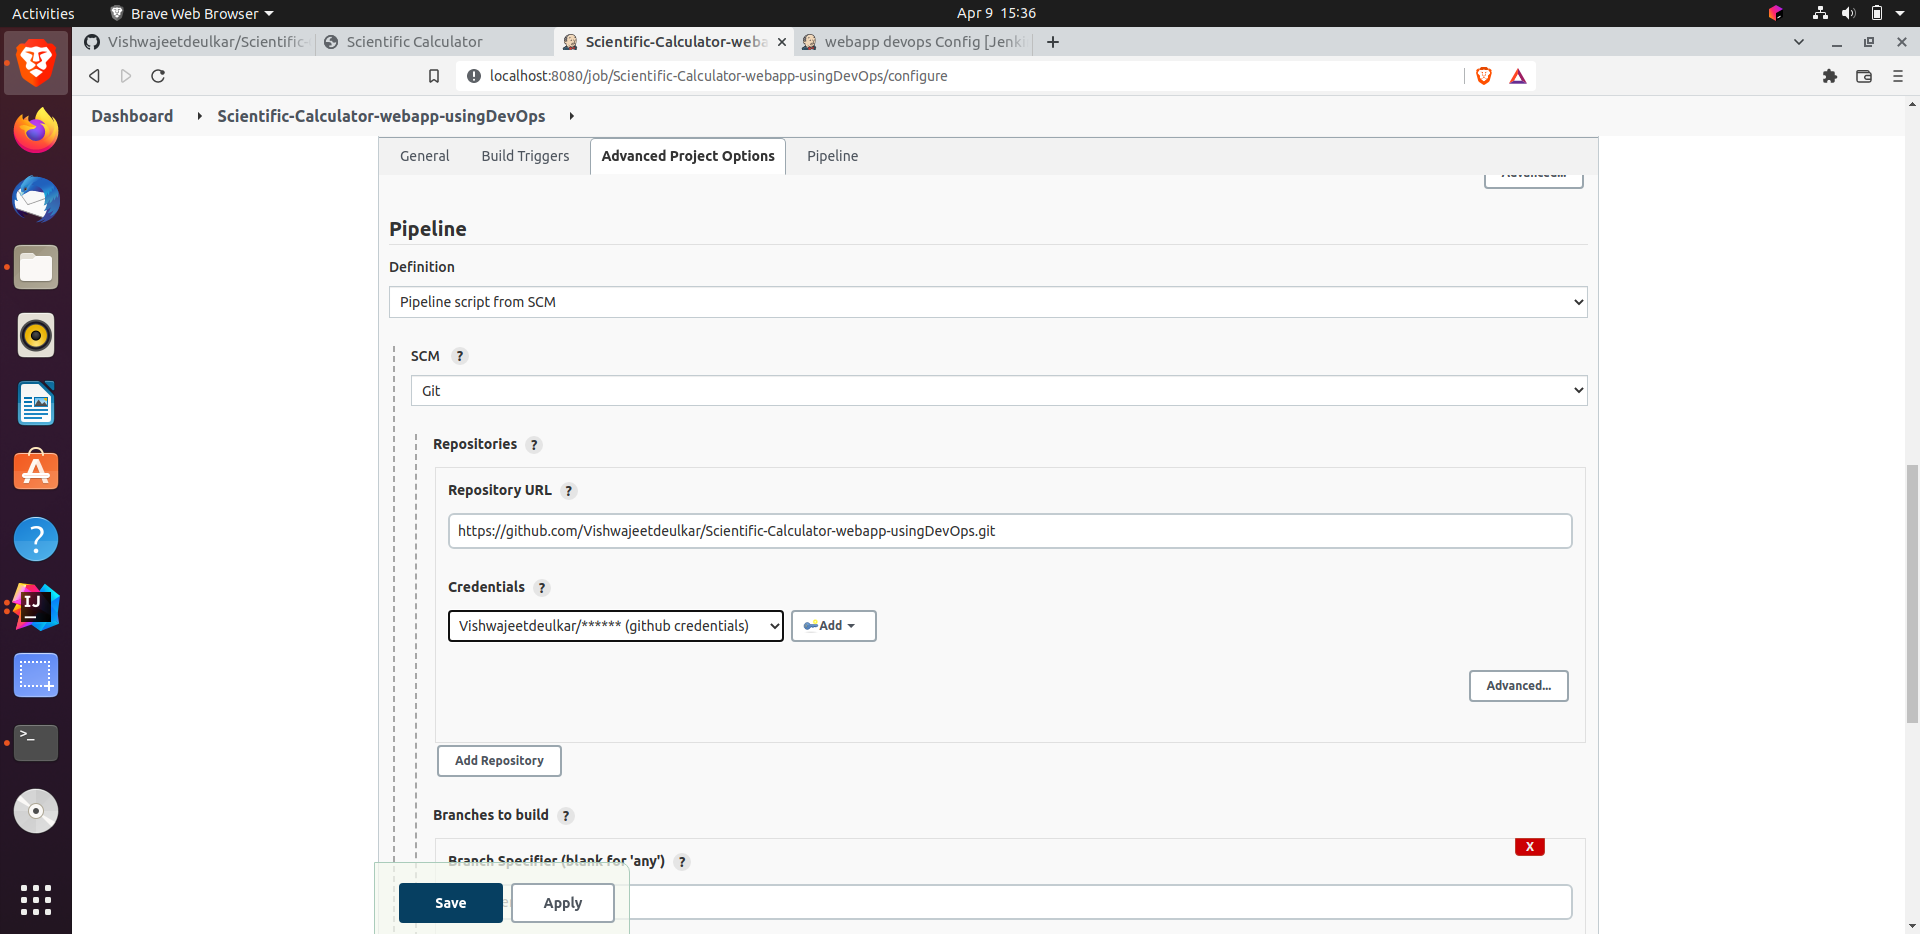 Activities
Brave Web Browser
Apr 9 15:36
Vishwajeetdeulkar/Scientific-
Scientific Calculator
Scientific-Calculator-weba
webapp devops Config [Jenki
localhost:8080/job/Scientific-Calculator-webapp-usingDevOps/configure
Dashboard
Scientific-Calculator-webapp-usingDevOps
General
Build Triggers
Advanced Project Options
Pipeline
Advanced...
Pipeline
Definition
Pipeline script from SCM
SCM ?
Git
Repositories ?
Repository URL ?
https://github.com/Vishwajeetdeulkar/Scientific-Calculator-webapp-usingDevOps.git
Credentials ?
Vishwajeetdeulkar/****** (github credentials)
Add
Advanced...
Add Repository
Branches to build ?
X
Branch Specifier (blank for 'any') ?
Save
Apply
IJ